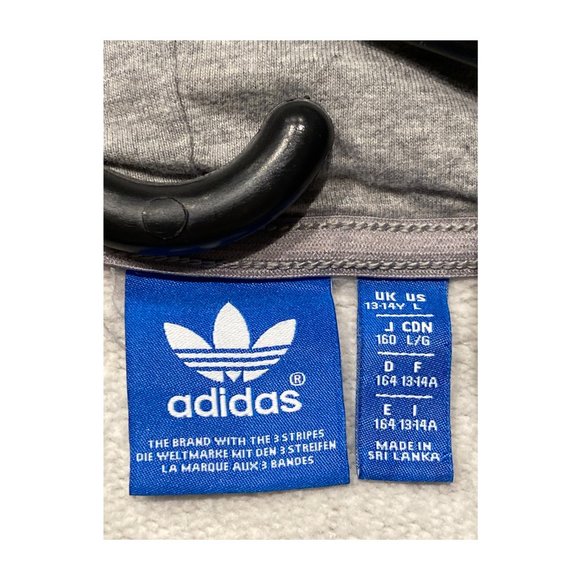 ®
adidas
THE BRAND WITH THE 3 STRIPES
DIE WELTMARKE MIT DEN 3 STREIFEN
LA MARQUE AUX 3 BANDES
UK US
13-14Y L
J CDN
160 L/G
D F
164 13-14A
E I
164 13-14A
MADE IN
SRI LANKA